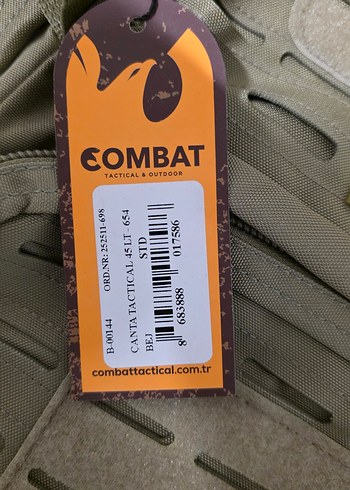 COMBAT
TACTICAL & OUTDOOR
B-00144
ORD.NR: 252511-698
CANTA TACTICAL 45 LT - 654
STD
BEJ
8 683888 017586
combattactical.com.tr